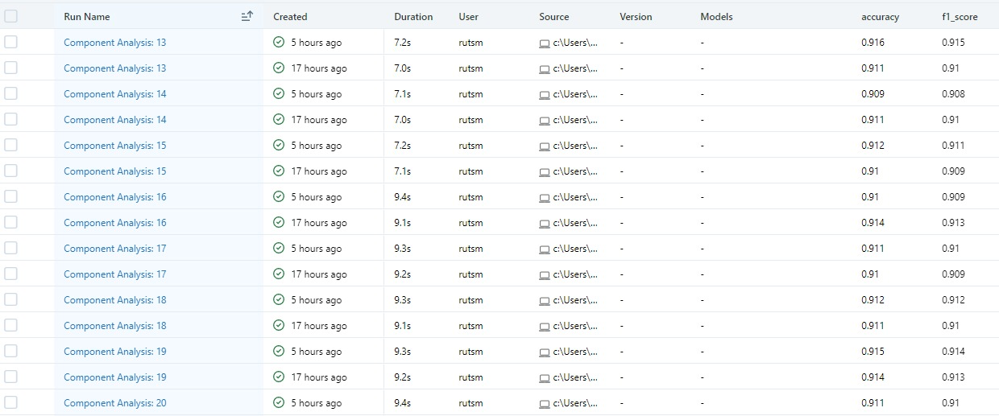 Run Name Created Duration User Source Version Models accuracy f1_score
Component Analysis: 13 5 hours ago 7.2s rutsm c:\Users\... - - 0.916 0.915
Component Analysis: 13 17 hours ago 7.0s rutsm c:\Users\... - - 0.911 0.91
Component Analysis: 14 5 hours ago 7.1s rutsm c:\Users\... - - 0.909 0.908
Component Analysis: 14 17 hours ago 7.0s rutsm c:\Users\... - - 0.911 0.91
Component Analysis: 15 5 hours ago 7.2s rutsm c:\Users\... - - 0.912 0.911
Component Analysis: 15 17 hours ago 7.1s rutsm c:\Users\... - - 0.91 0.909
Component Analysis: 16 5 hours ago 9.4s rutsm c:\Users\... - - 0.91 0.909
Component Analysis: 16 17 hours ago 9.1s rutsm c:\Users\... - - 0.914 0.913
Component Analysis: 17 5 hours ago 9.3s rutsm c:\Users\... - - 0.911 0.91
Component Analysis: 17 17 hours ago 9.2s rutsm c:\Users\... - - 0.91 0.909
Component Analysis: 18 5 hours ago 9.3s rutsm c:\Users\... - - 0.912 0.912
Component Analysis: 18 17 hours ago 9.1s rutsm c:\Users\... - - 0.911 0.91
Component Analysis: 19 5 hours ago 9.3s rutsm c:\Users\... - - 0.915 0.914
Component Analysis: 19 17 hours ago 9.2s rutsm c:\Users\... - - 0.914 0.913
Component Analysis: 20 5 hours ago 9.4s rutsm c:\Users\... - - 0.911 0.91